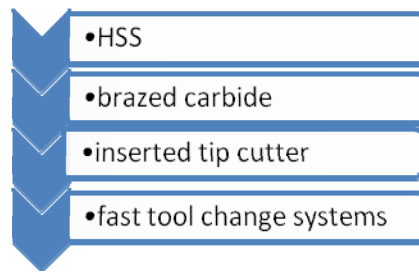 •HSS
•brazed carbide
•inserted tip cutter
•fast tool change systems